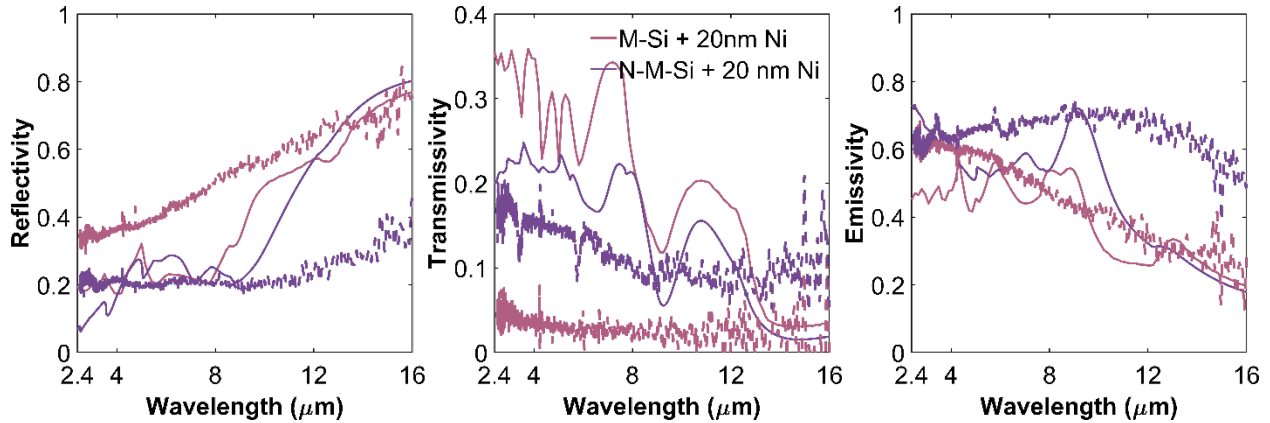 Reflectivity
1
0.8
0.6
0.4
0.2
0
2.4 4 8 12 16
Wavelength (μm)
Transmissivity
0.4
0.3
0.2
0.1
0
2.4 4 8 12 16
Wavelength (μm)
M-Si + 20nm Ni
N-M-Si + 20 nm Ni
Emissivity
1
0.8
0.6
0.4
0.2
0
2.4 4 8 12 16
Wavelength (μm)